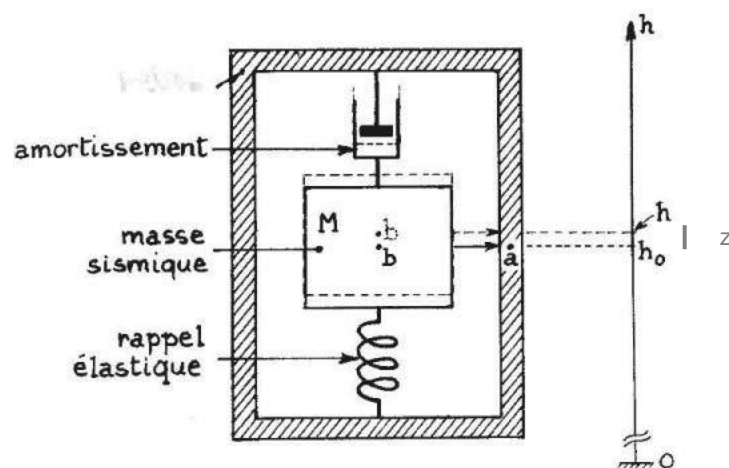 h
amortissement
M
b
b
masse
sismique
a
h
h₀
z
rappel
élastique
O